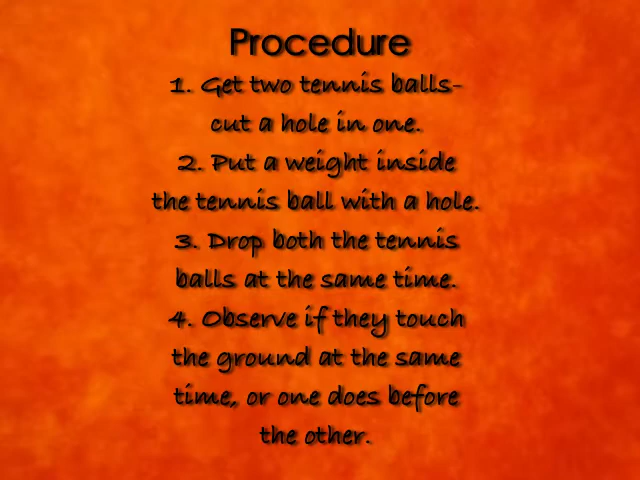 Procedure
1. Get two tennis balls-
cut a hole in one.
2. Put a weight inside
the tennis ball with a hole.
3. Drop both the tennis
balls at the same time.
4. Observe if they touch
the ground at the same
time, or one does before
the other.